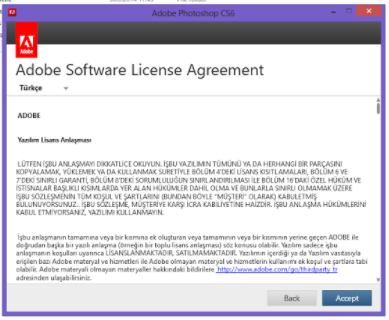 Adobe Photoshop CS6
Adobe
Adobe Software License Agreement
Türkçe
ADOBE
Yazılım Lisans Anlaşması
LÜTFEN İŞBU ANLAŞMAYI DİKKATLİCE OKUYUN. İŞBU YAZILIMIN TÜMÜNÜ YA DA HERHANGİ BİR PARÇASINI
KOPYALAMAK, YÜKLEMEK YA DA KULLANMAK SURETİYLE BÖLÜM 4'DEKİ LİSANS KISITLAMALARI, BÖLÜM 6 VE
7'DEKİ SINIRLI GARANTİ, BÖLÜM 8'DEKİ SORUMLULUĞUN SINIRLANDIRILMASI İLE BÖLÜM 16'DAKİ ÖZEL HÜKÜM VE
İSTİSNALAR BAŞLIKLI KISIMLARDA YER ALAN HÜKÜMLER DAHİL OLMA VE BUNLARLA SINIRLI OLMAMAK ÜZERE
İŞBU SÖZLEŞMENİN TÜM KOŞUL VE ŞARTLARINI (BUNDAN BÖYLE "MÜŞTERİ" OLARAK) KABULETMİŞ
BULUNUYORSUNUZ.. İŞBU SÖZLEŞME, MÜŞTERİYE KARŞI İCRA KABİLİYETİNE HAİZDİR. İŞBU ANLAŞMA HÜKÜMLERİNİ
KABUL ETMİYORSANIZ, YAZILIMI KULLANMAYIN.
İşbu anlaşmanın tamamına veya bir kısmına ek oluşturan veya tamamının veya bir kısmının yerine geçen ADOBE ile
doğrudan başka bir yazılı anlaşma (örneğin bir toplu lisans anlaşması) söz konusu olabilir. Yazılım sadece işbu
anlaşmanın koşulları uyarınca LİSANSLANMAKTADIR, SATILMAMAKTADIR. Yazılımın içerdiği ya da Yazılım vasıtasıyla
erişilen bazı Adobe materyal ve hizmetleri ile Adobe olmayan materyal ve hizmetlerin kullanımı ek koşul ve şartlara tabi
olabilir. Adobe materyali olmayan materyaller hakkındaki bildirilere http://www.adobe.com/go/thirdparty_tr
adresinden ulaşabilirsiniz.
Back
Accept